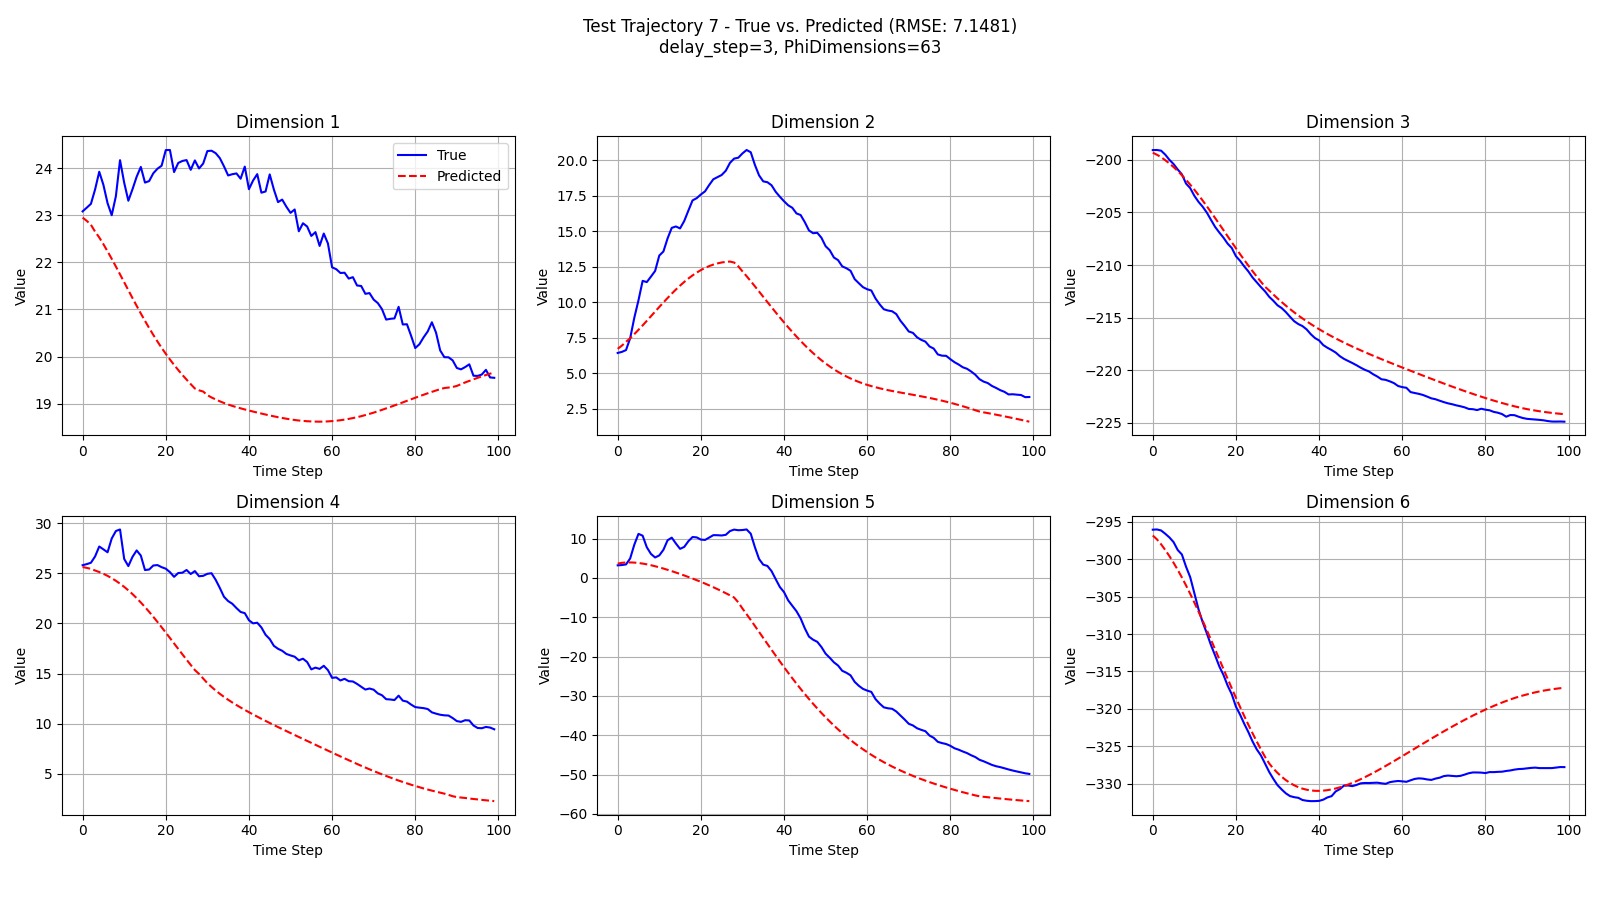 Test Trajectory 7 - True vs. Predicted (RMSE: 7.1481)
delay_step=3, PhiDimensions=63
Dimension 1
Value
24
23
22
21
20
19
0 20 40 60 80 100
Time Step
True
Predicted
Dimension 2
Value
20.0
17.5
15.0
12.5
10.0
7.5
5.0
2.5
0 20 40 60 80 100
Time Step
Dimension 3
Value
−200
−205
−210
−215
−220
−225
0 20 40 60 80 100
Time Step
Dimension 4
Value
30
25
20
15
10
5
0 20 40 60 80 100
Time Step
Dimension 5
Value
10
0
−10
−20
−30
−40
−50
−60
0 20 40 60 80 100
Time Step
Dimension 6
Value
−295
−300
−305
−310
−315
−320
−325
−330
0 20 40 60 80 100
Time Step